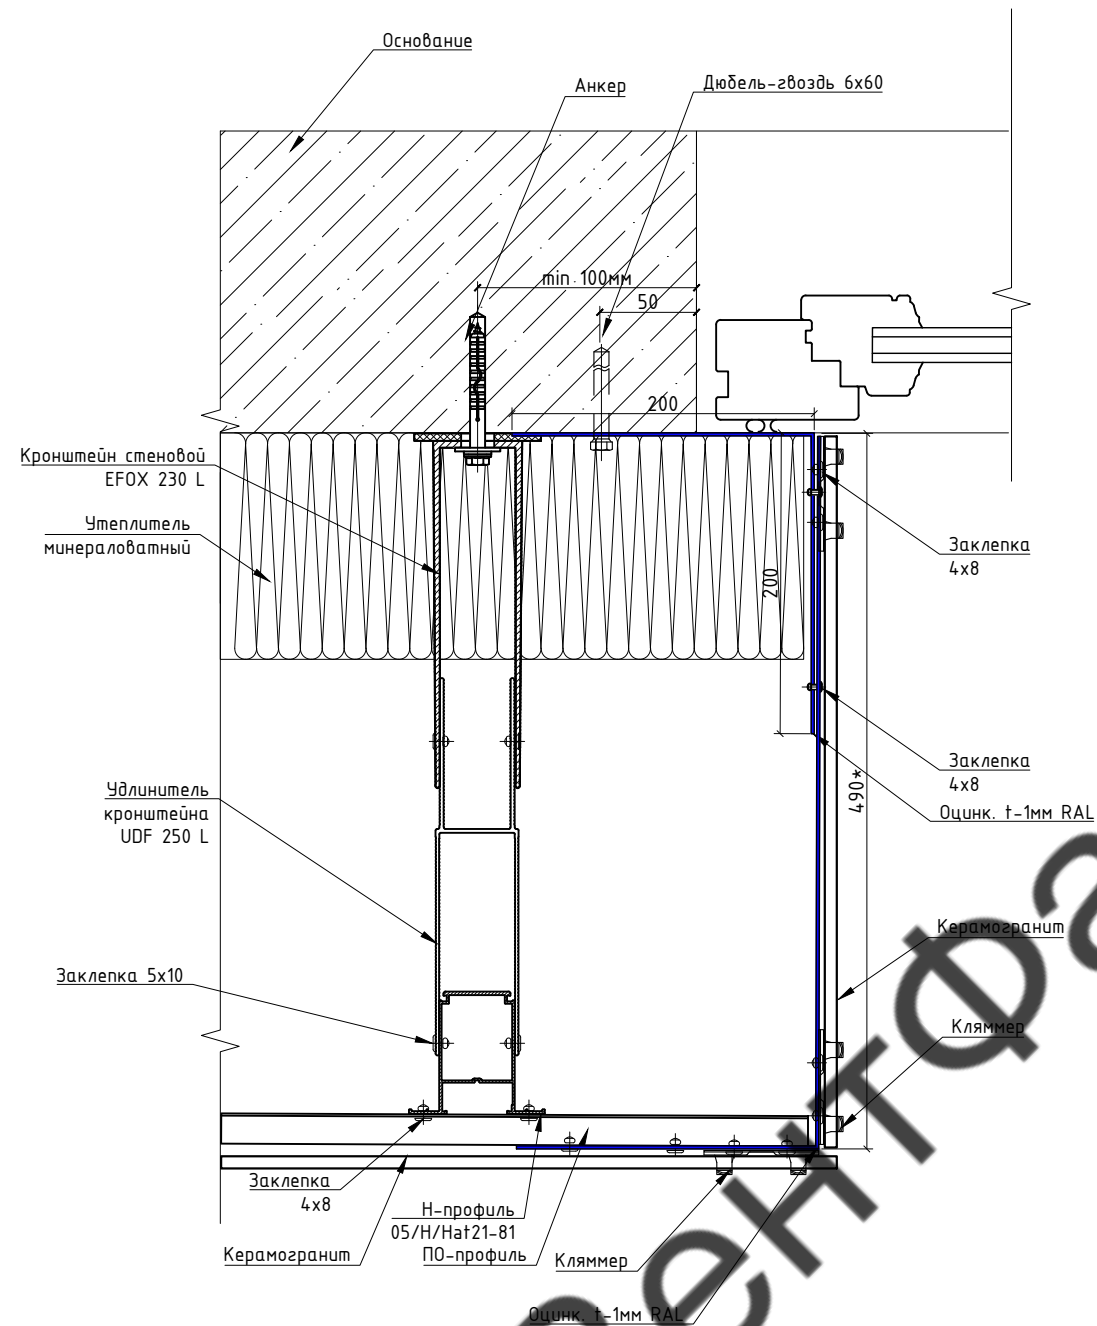 Основание
Анкер
Дюбель-гвоздь 6х60
min 100мм
50
200
Кронштейн стеновой
EFOX 230 L
Утеплитель
минераловатный
Заклепка
4х8
200
Заклепка
4х8
Оцинк. t-1мм RAL
490*
Удлинитель
кронштейна
UDF 250 L
Керамогранит
Заклепка 5х10
Кляммер
Заклепка
4х8
Н-профиль
05/Н/Hat21-81
Керамогранит
ПО-профиль
Кляммер
Оцинк. t-1мм RAL